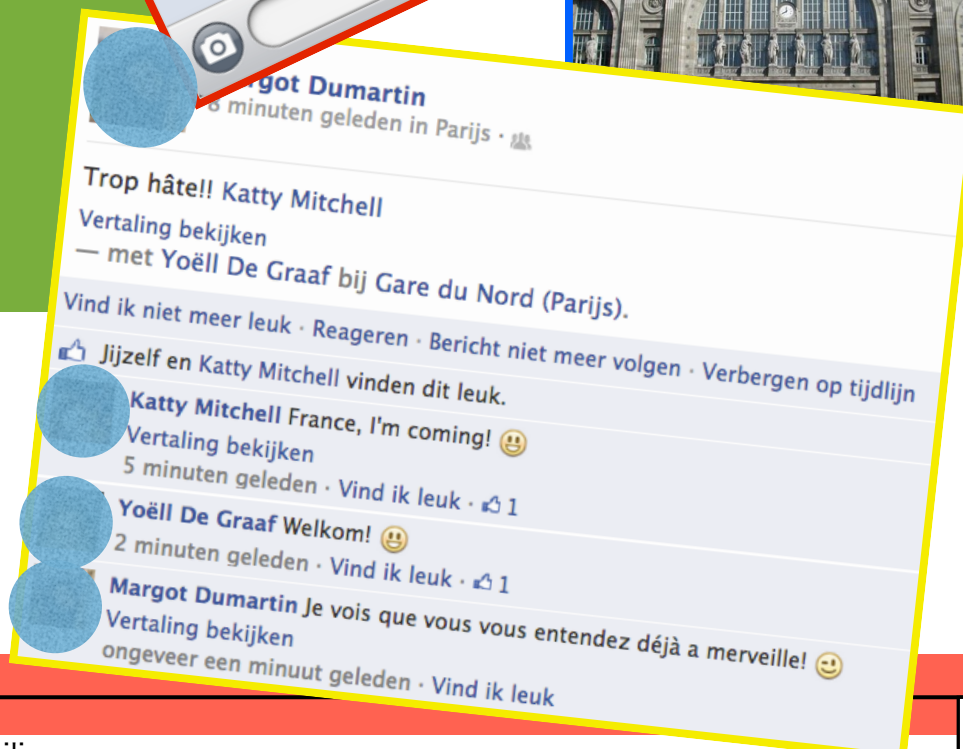 Dumartin
8 minuten geleden in Parijs ·
Trop hâte!! Katty Mitchell
Vertaling bekijken
— met Yoëll De Graaf bij Gare du Nord (Parijs).
Vind ik niet meer leuk · Reageren · Bericht niet meer volgen · Verbergen op tijdlijn
Jijzelf en Katty Mitchell vinden dit leuk.
Katty Mitchell France, I'm coming! 😃
Vertaling bekijken
5 minuten geleden · Vind ik leuk · 1
Yoëll De Graaf Welkom! 😃
2 minuten geleden · Vind ik leuk · 1
Margot Dumartin Je vois que vous vous entendez déjà a merveille! 😉
Vertaling bekijken
ongeveer een minuut geleden · Vind ik leuk